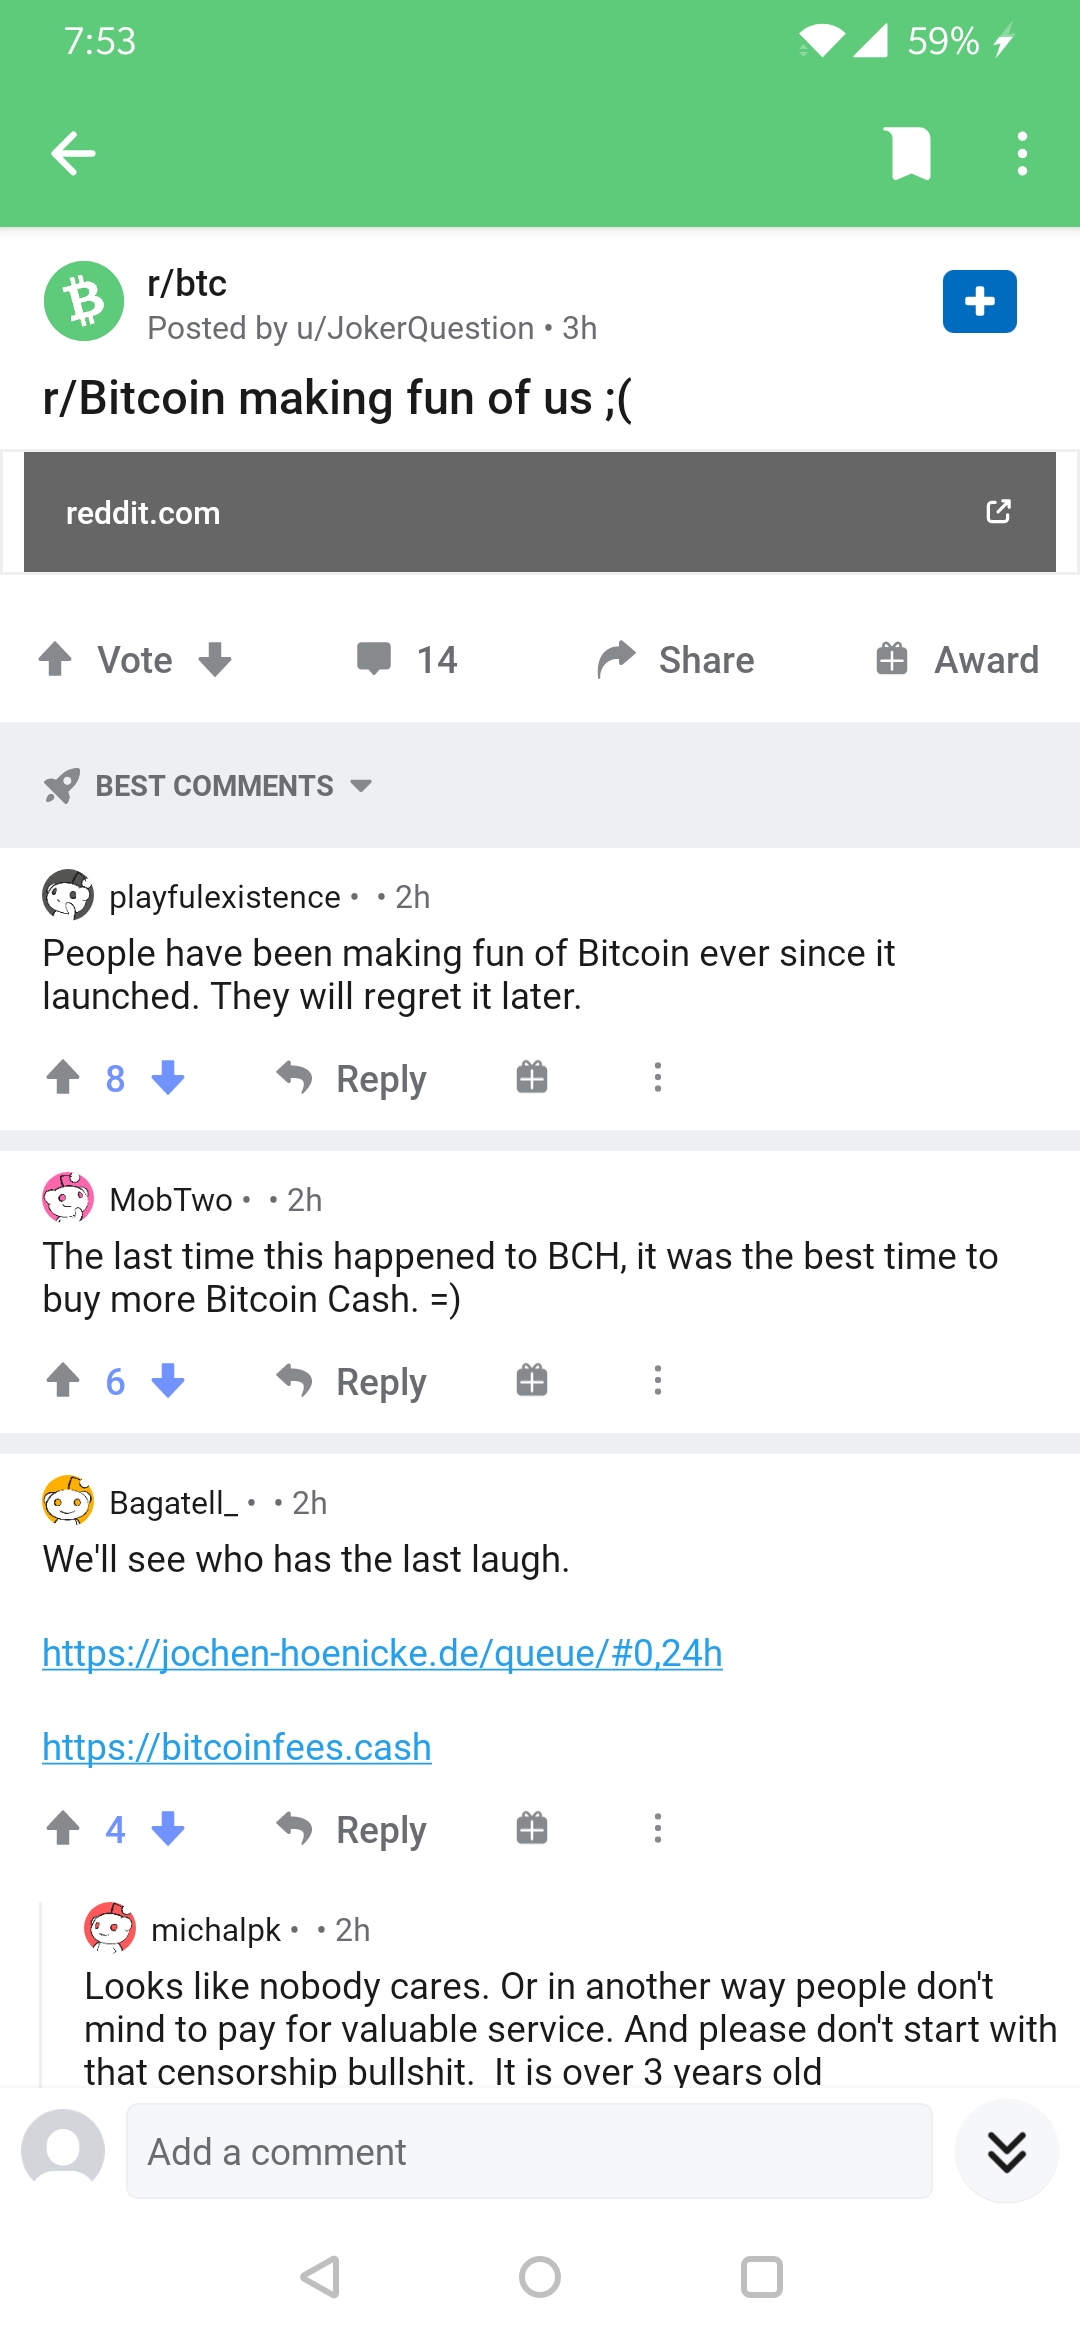 7:53
59%
r/btc
Posted by u/JokerQuestion • 3h
r/Bitcoin making fun of us ;(
reddit.com
Vote 14 Share Award
BEST COMMENTS
playfulexistence • • 2h
People have been making fun of Bitcoin ever since it
launched. They will regret it later.
8 Reply
MobTwo • • 2h
The last time this happened to BCH, it was the best time to
buy more Bitcoin Cash. =)
6 Reply
Bagatell_ • • 2h
We'll see who has the last laugh.
https://jochen-hoenicke.de/queue/#0,24h
https://bitcoinfees.cash
4 Reply
michalpk • • 2h
Looks like nobody cares. Or in another way people don't
mind to pay for valuable service. And please don't start with
that censorship bullshit.  It is over 3 years old
Add a comment